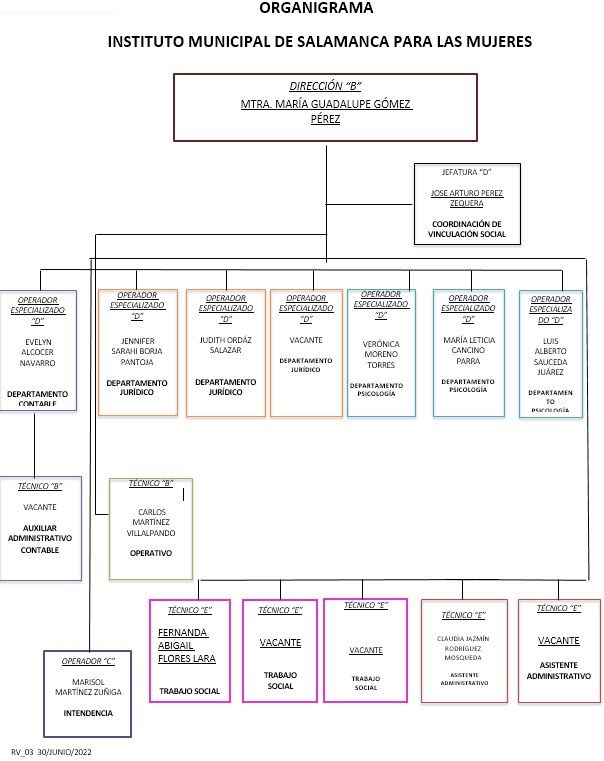 ORGANIGRAMA
INSTITUTO MUNICIPAL DE SALAMANCA PARA LAS MUJERES
DIRECCIÓN "B"
MTRA. MARÍA GUADALUPE GÓMEZ
PÉREZ
JEFATURA "D"
JOSE ARTURO PEREZ
ZEQUERA
COORDINACIÓN DE
VINCULACIÓN SOCIAL
OPERADOR
ESPECIALIZADO
"D"
EVELYN
ALCOCER
NAVARRO
DEPARTAMENTO
CONTABLE
OPERADOR
ESPECIALIZADO
"D"
JENNIFER
SARAHI BORJA
PANTOJA
DEPARTAMENTO
JURÍDICO
OPERADOR
ESPECIALIZADO
"D"
JUDITH ORDÁZ
SALAZAR
DEPARTAMENTO
JURÍDICO
OPERADOR
ESPECIALIZADO
"D"
VACANTE
DEPARTAMENTO
JURÍDICO
OPERADOR
ESPECIALIZADO
"D"
VERÓNICA
MORENO
TORRES
DEPARTAMENTO
PSICOLOGÍA
OPERADOR
ESPECIALIZADO
"D"
MARÍA LETICIA
CANCINO
PARRA
DEPARTAMENTO
PSICOLOGÍA
OPERADOR
ESPECIALIZA
DO "D"
LUIS
ALBERTO
SAUCEDA
JUÁREZ
DEPARTAMEN
TO
PSICOLOGÍA
TÉCNICO "B"
VACANTE
AUXILIAR
ADMINISTRATIVO
CONTABLE
TÉCNICO "B"
CARLOS
MARTÍNEZ
VILLALPANDO
OPERATIVO
TÉCNICO "E"
FERNANDA
ABIGAIL
FLORES LARA
TRABAJO SOCIAL
TÉCNICO "E"
VACANTE
TRABAJO
SOCIAL
TÉCNICO "E"
VACANTE
TRABAJO
SOCIAL
TÉCNICO "E"
CLAUDIA JAZMÍN
RODRÍGUEZ
MOSQUEDA
ASISTENTE
ADMINISTRATIVO
TÉCNICO "E"
VACANTE
ASISTENTE
ADMINISTRATIVO
OPERADOR "C"
MARISOL
MARTÍNEZ ZUÑIGA
INTENDENCIA
RV_03 30/JUNIO/2022